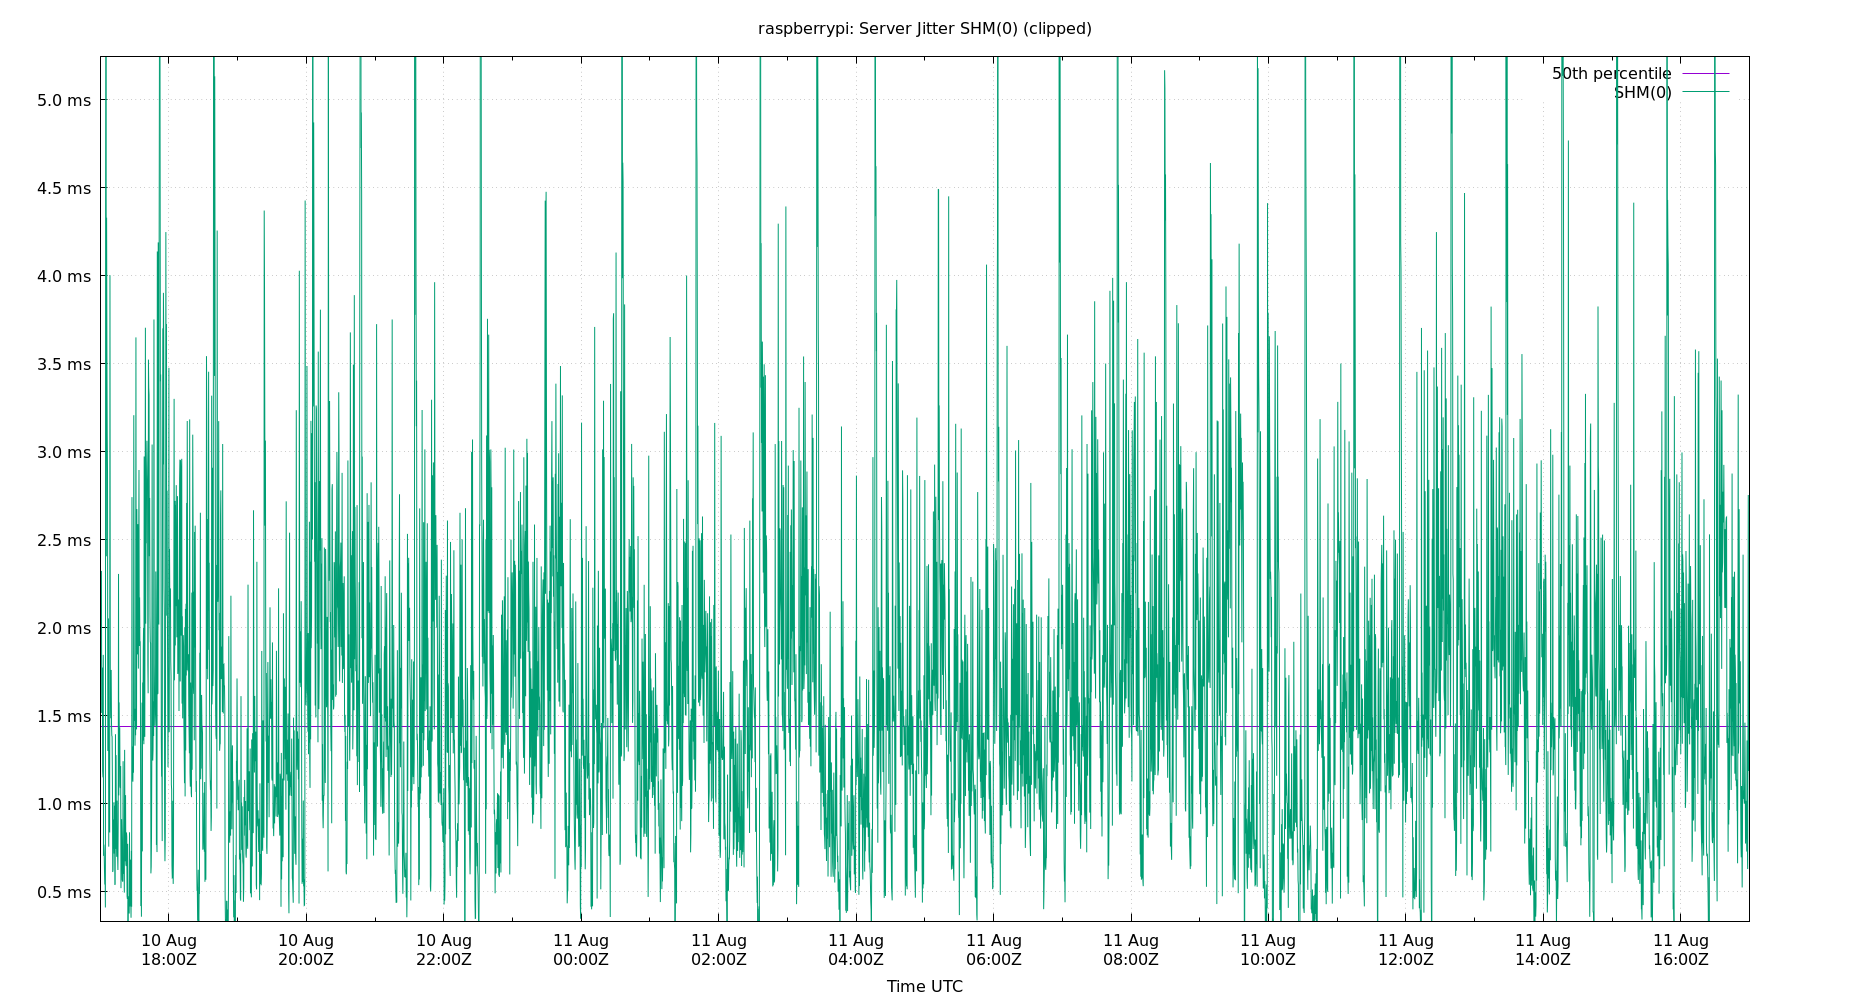 raspberrypi: Server Jitter SHM(0) (clipped)
50th percentile
SHM(0)
5.0 ms
4.5 ms
4.0 ms
3.5 ms
3.0 ms
2.5 ms
2.0 ms
1.5 ms
1.0 ms
0.5 ms
10 Aug 10 Aug 10 Aug 11 Aug 11 Aug 11 Aug 11 Aug 11 Aug 11 Aug 11 Aug 11 Aug 11 Aug
18:00Z 20:00Z 22:00Z 00:00Z 02:00Z 04:00Z 06:00Z 08:00Z 10:00Z 12:00Z 14:00Z 16:00Z
Time UTC